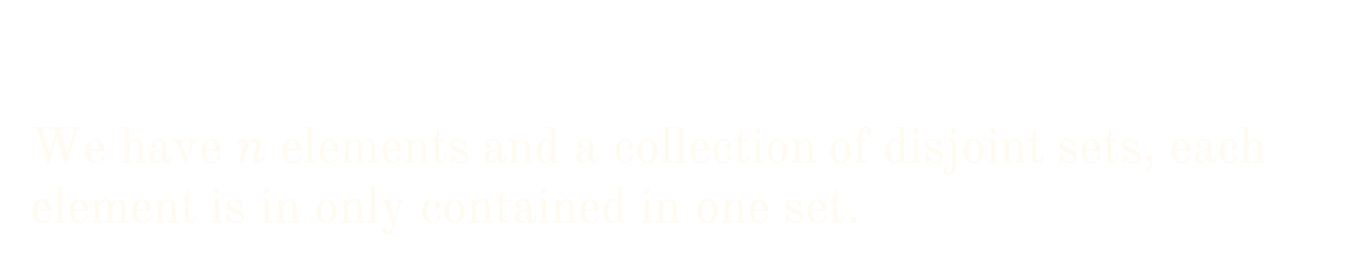 We have n elements and a collection of disjoint sets, each
element is in only contained in one set.